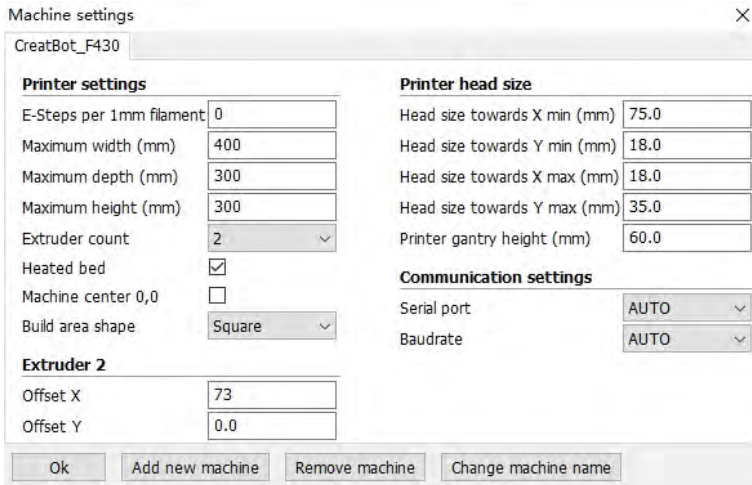 Machine settings
CreatBot_F430
Printer settings
E-Steps per 1mm filament 0
Maximum width (mm) 400
Maximum depth (mm) 300
Maximum height (mm) 300
Extruder count 2
Heated bed
Machine center 0,0
Build area shape Square
Extruder 2
Offset X 73
Offset Y 0.0
Printer head size
Head size towards X min (mm) 75.0
Head size towards Y min (mm) 18.0
Head size towards X max (mm) 18.0
Head size towards Y max (mm) 35.0
Printer gantry height (mm) 60.0
Communication settings
Serial port AUTO
Baudrate AUTO
Ok Add new machine Remove machine Change machine name